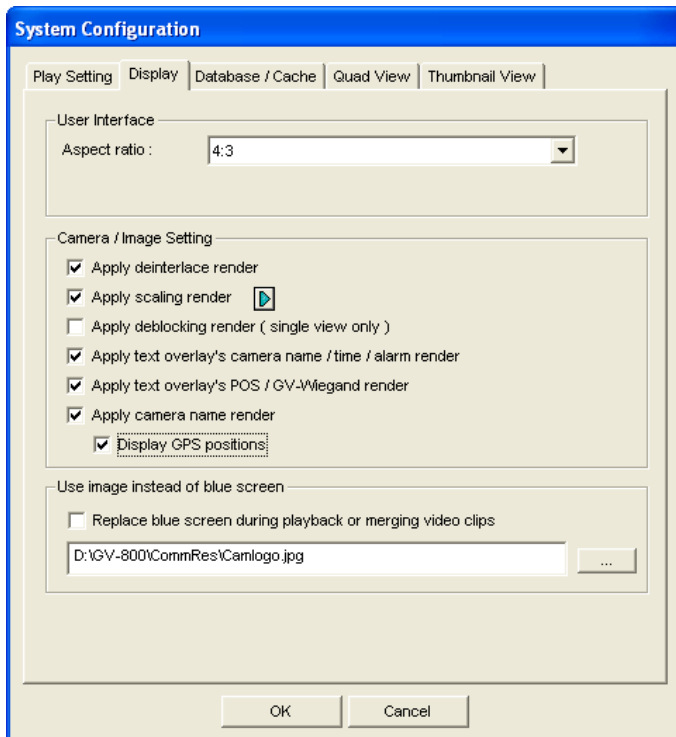 System Configuration
Play Setting Display Database / Cache Quad View Thumbnail View
User Interface
Aspect ratio : 4:3
Camera / Image Setting
Apply deinterlace render
Apply scaling render
Apply deblocking render ( single view only )
Apply text overlay's camera name / time / alarm render
Apply text overlay's POS / GV-Wiegand render
Apply camera name render
Display GPS positions
Use image instead of blue screen
Replace blue screen during playback or merging video clips
D:\GV-800\CommRes\Camlogo.jpg ...
OK Cancel